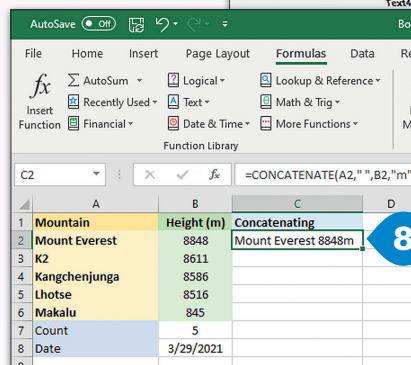 Text4
AutoSave Off
File Home Insert Page Layout Formulas Data
fx Insert Function
AutoSum
Recently Used
Financial
Logical
Text
Date & Time
Lookup & Reference
Math & Trig
More Functions
Function Library
C2 fx =CONCATENATE(A2," ",B2,"m"
A B C D
1 Mountain Height (m) Concatenating
2 Mount Everest 8848 Mount Everest 8848m
8
3 K2 8611
4 Kangchenjunga 8586
5 Lhotse 8516
6 Makalu 845
7 Count 5
8 Date 3/29/2021